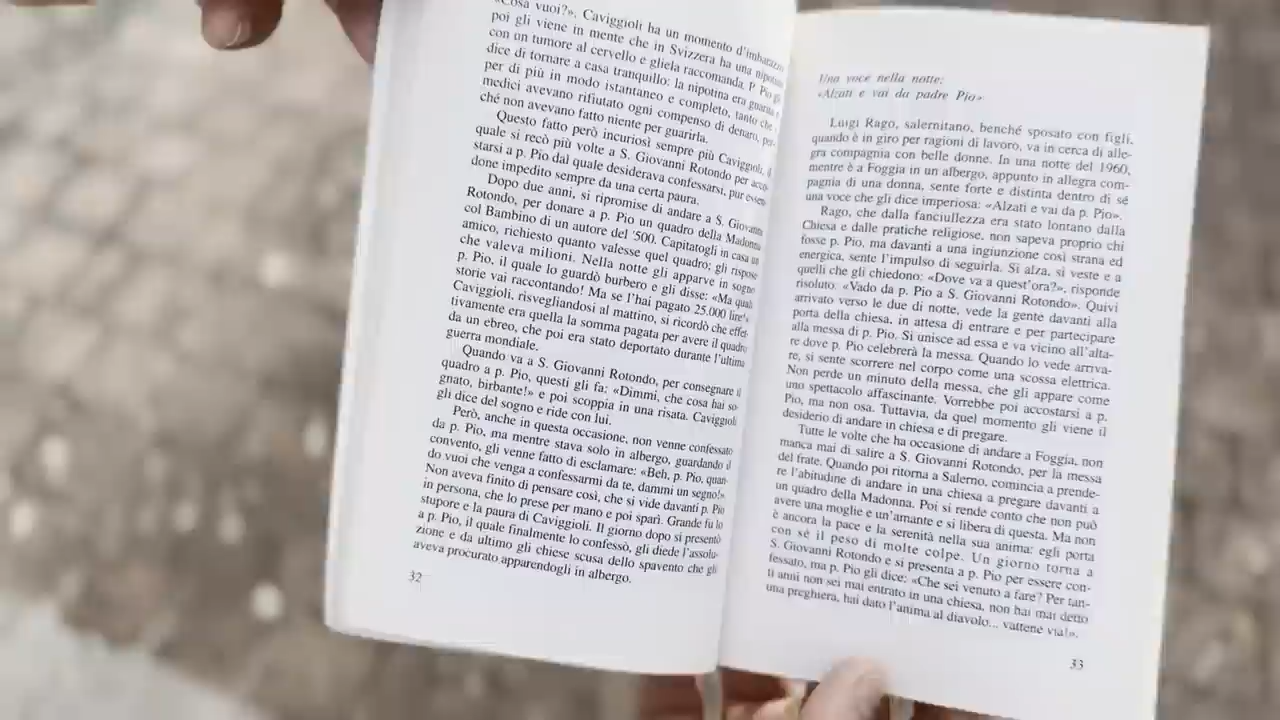 «Cosa vuoi?». Caviggioli ha un momento d'imbarazzo
poi gli viene in mente che in Svizzera ha una nipotina
con un tumore al cervello e gliela raccomanda. P. Pio gli
dice di tornare a casa tranquillo: la nipotina era guarita e
per di più in modo istantaneo e completo, tanto che i
medici avevano rifiutato ogni compenso di denaro, per-
ché non avevano fatto niente per guarirla.
Questo fatto però incuriosì sempre più Caviggioli, il
quale si recò più volte a S. Giovanni Rotondo per acco-
starsi a p. Pio dal quale desiderava confessarsi, pur essen-
done impedito sempre da una certa paura.
Dopo due anni, si ripromise di andare a S. Giovanni
Rotondo, per donare a p. Pio un quadro della Madonna
col Bambino di un autore del '500. Capitatogli in casa un
amico, richiesto quanto valesse quel quadro; gli rispose
che valeva milioni. Nella notte gli apparve in sogno
p. Pio, il quale lo guardò burbero e gli disse: «Ma quali
storie vai raccontando! Ma se l'hai pagato 25.000 lire!»
Caviggioli, risvegliandosi al mattino, si ricordò che effet-
tivamente era quella la somma pagata per avere il quadro
da un ebreo, che poi era stato deportato durante l'ultima
guerra mondiale.
Quando va a S. Giovanni Rotondo, per consegnare il
quadro a p. Pio, questi gli fa: «Dimmi, che cosa hai so-
gnato, birbante!» e poi scoppia in una risata. Caviggioli
gli dice del sogno e ride con lui.
Però, anche in questa occasione, non venne confessato
da p. Pio, ma mentre stava solo in albergo, guardando il
convento, gli venne fatto di esclamare: «Beh, p. Pio, quan-
do vuoi che venga a confessarmi da te, dammi un segno!»
Non aveva finito di pensare così, che si vide davanti p. Pio
in persona, che lo prese per mano e poi sparì. Grande fu lo
stupore e la paura di Caviggioli. Il giorno dopo si presentò
a p. Pio, il quale finalmente lo confessò, gli diede l'assolu-
zione e da ultimo gli chiese scusa dello spavento che gli
aveva procurato apparendogli in albergo.
32
Una voce nella notte:
«Alzati e vai da padre Pio»
Luigi Rago, salernitano, benché sposato con figli,
quando è in giro per ragioni di lavoro, va in cerca di alle-
gra compagnia con belle donne. In una notte del 1960,
mentre è a Foggia in un albergo, appunto in allegra com-
pagnia di una donna, sente forte e distinta dentro di sé
una voce che gli dice imperiosa: «Alzati e vai da p. Pio».
Rago, che dalla fanciullezza era stato lontano dalla
Chiesa e dalle pratiche religiose, non sapeva proprio chi
fosse p. Pio, ma davanti a una ingiunzione così strana ed
energica, sente l'impulso di seguirla. Si alza, si veste e a
quelli che gli chiedono: «Dove va a quest'ora?», risponde
risoluto: «Vado da p. Pio a S. Giovanni Rotondo». Quivi
arrivato verso le due di notte, vede la gente davanti alla
porta della chiesa, in attesa di entrare e per partecipare
alla messa di p. Pio. Si unisce ad essa e va vicino all'alta-
re dove p. Pio celebrerà la messa. Quando lo vede arriva-
re, si sente scorrere nel corpo come una scossa elettrica.
Non perde un minuto della messa, che gli appare come
uno spettacolo affascinante. Vorrebbe poi accostarsi a p.
Pio, ma non osa. Tuttavia, da quel momento gli viene il
desiderio di andare in chiesa e di pregare.
Tutte le volte che ha occasione di andare a Foggia, non
manca mai di salire a S. Giovanni Rotondo, per la messa
del frate. Quando poi ritorna a Salerno, comincia a prende-
re l'abitudine di andare in una chiesa a pregare davanti a
un quadro della Madonna. Poi si rende conto che non può
avere una moglie e un'amante e si libera di questa. Ma non
è ancora la pace e la serenità nella sua anima: egli porta
con sé il peso di molte colpe. Un giorno torna a
S. Giovanni Rotondo e si presenta a p. Pio per essere con-
fessato, ma p. Pio gli dice: «Che sei venuto a fare? Per tan-
ti anni non sei mai entrato in una chiesa, non hai mai detto
una preghiera, hai dato l'anima al diavolo... vattene via!».
33